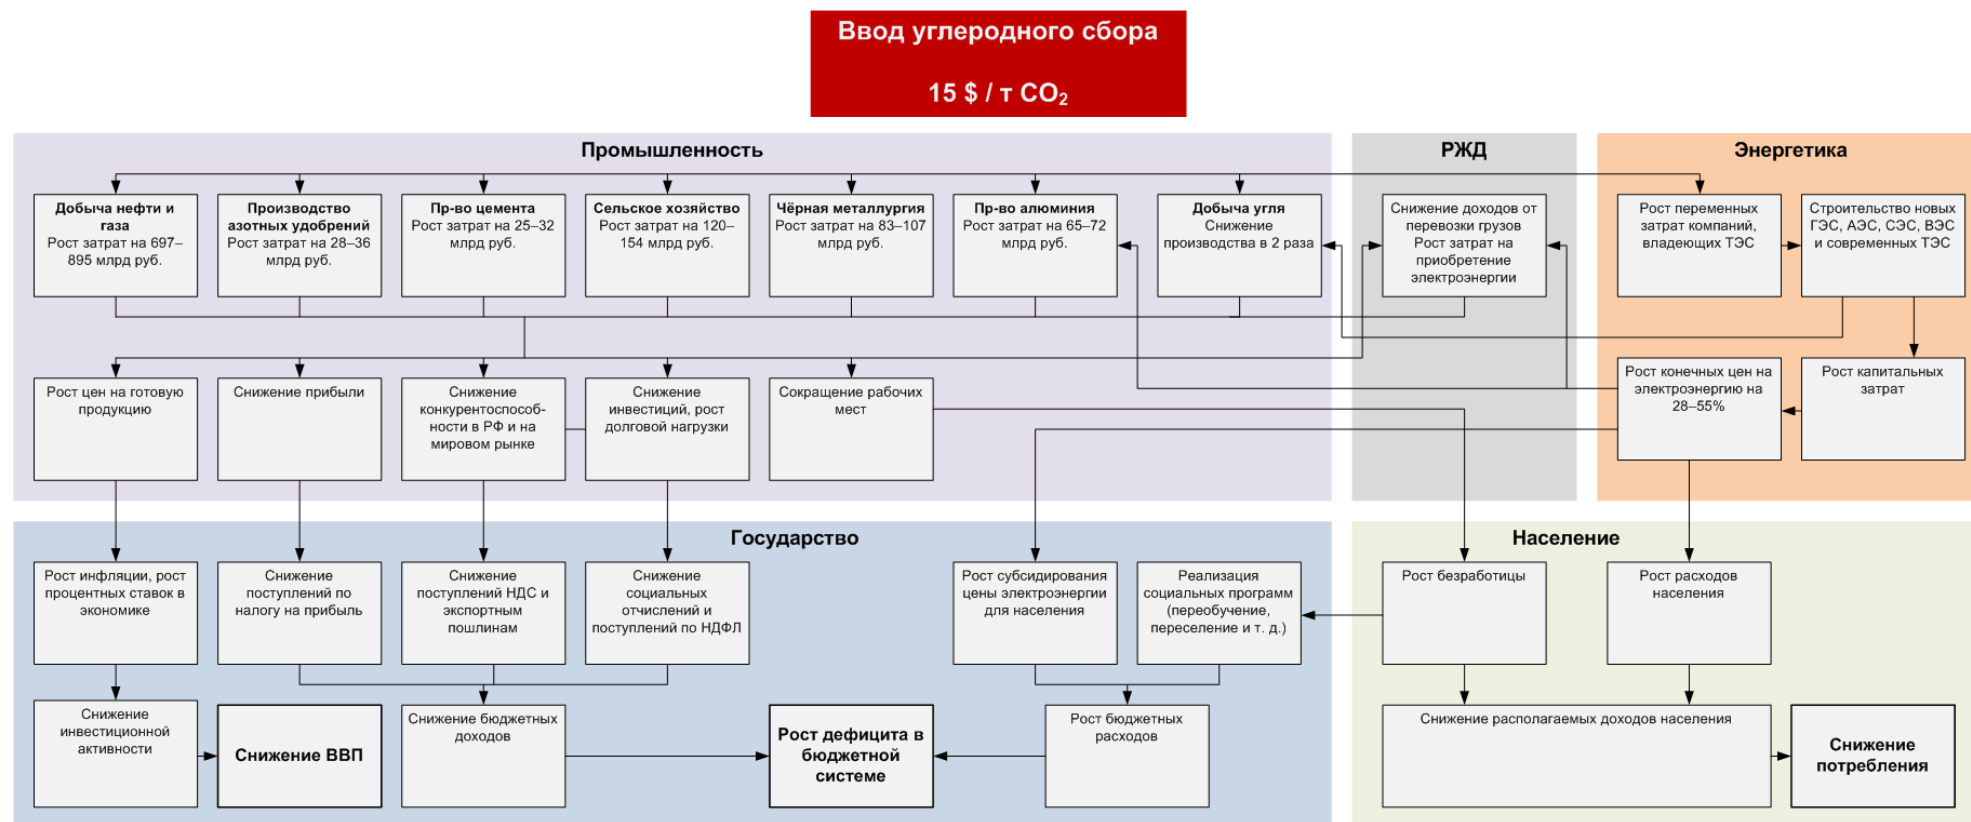 Ввод углеродного сбора
15 $ / т CO₂
Промышленность
РЖД
Энергетика
Добыча нефти и
газа
Рост затрат на 697–
895 млрд руб.
Производство
азотных удобрений
Рост затрат на 28–36
млрд руб.
Пр-во цемента
Рост затрат на 25–32
млрд руб.
Сельское хозяйство
Рост затрат на 120–
154 млрд руб.
Чёрная металлургия
Рост затрат на 83–107
млрд руб.
Пр-во алюминия
Рост затрат на 65–72
млрд руб.
Добыча угля
Снижение
производства в 2 раза
Снижение доходов от
перевозки грузов
Рост затрат на
приобретение
электроэнергии
Рост переменных
затрат компаний,
владеющих ТЭС
Строительство новых
ГЭС, АЭС, СЭС, ВЭС
и современных ТЭС
Рост цен на готовую
продукцию
Снижение прибыли
Снижение
конкурентоспособ-
ности в РФ и на
мировом рынке
Снижение
инвестиций, рост
долговой нагрузки
Сокращение рабочих
мест
Рост конечных цен на
электроэнергию на
28–55%
Рост капитальных
затрат
Государство
Население
Рост инфляции, рост
процентных ставок в
экономике
Снижение
поступлений по
налогу на прибыль
Снижение
поступлений НДС и
экспортным
пошлинам
Снижение
социальных
отчислений и
поступлений по НДФЛ
Рост субсидирования
цены электроэнергии
для населения
Реализация
социальных программ
(переобучение,
переселение и т. д.)
Рост безработицы
Рост расходов
населения
Снижение
инвестиционной
активности
Снижение ВВП
Снижение бюджетных
доходов
Рост дефицита в
бюджетной
системе
Рост бюджетных
расходов
Снижение располагаемых доходов населения
Снижение
потребления